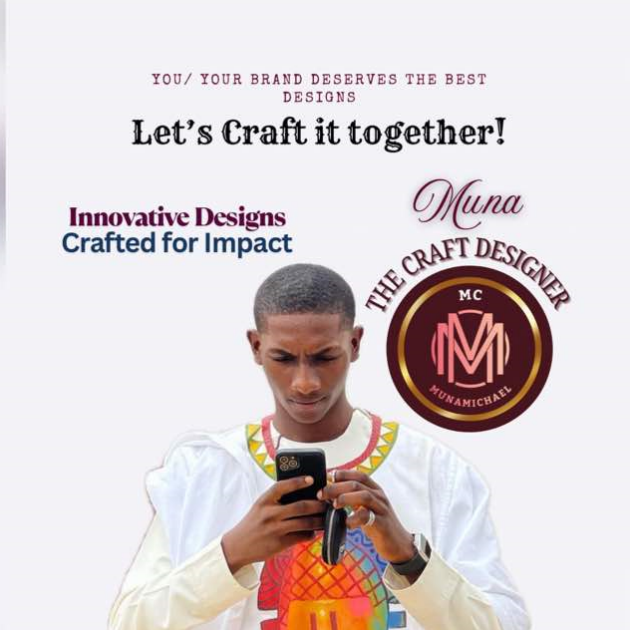 YOU/ YOUR BRAND DESERVES THE BEST
DESIGNS
Let's Craft it together!
Innovative Designs
Crafted for Impact
Muna
THE CRAFT DESIGNER
MC
M
MUNAMICHAEL